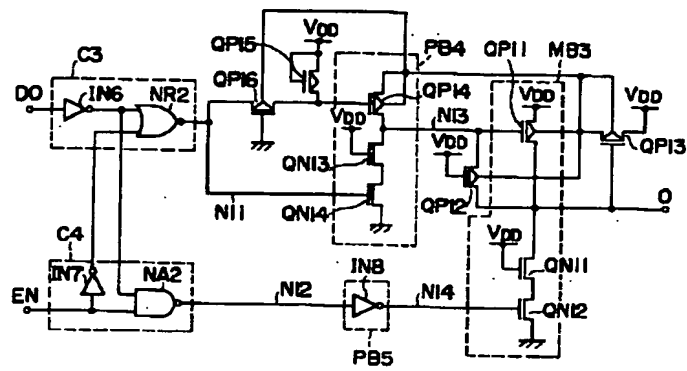 VDD
QP15
PB4
QP11
MB3
C3
QP16
QP14
VDD
VDD
DO
IN6
NR2
VDD
N13
QP13
VDD
QN13
QP12
N11
QN14
O
C4
VDD
IN7
NA2
IN8
QN11
EN
N12
N14
QN12
PB5